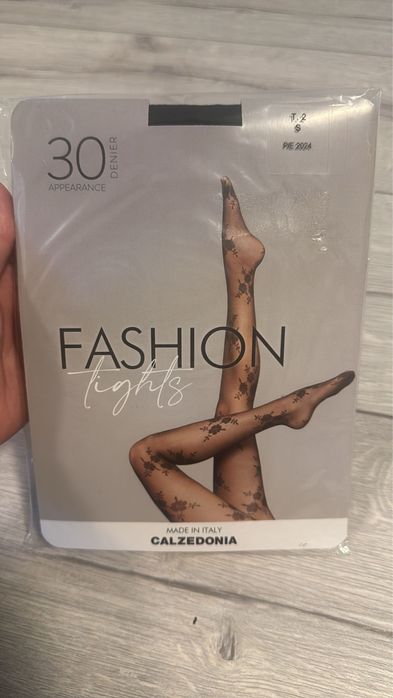 30
DENIER
APPEARANCE
T. 2
S
P/E 2024
FASHION
tights
MADE IN ITALY
CALZEDONIA